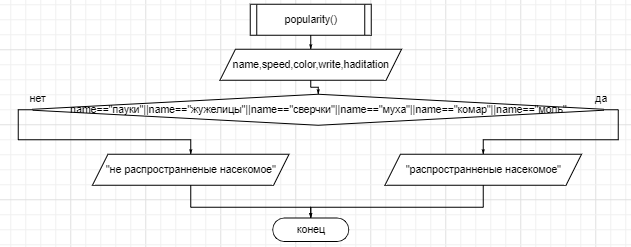 popularity()
name,speed,color,write,haditation
нет
да
name=="пауки"||name=="жужелицы"||name=="сверчки"||name=="муха"||name=="комар"||name=="моль"
"не распространненые насекомое"
"распространненые насекомое"
конец